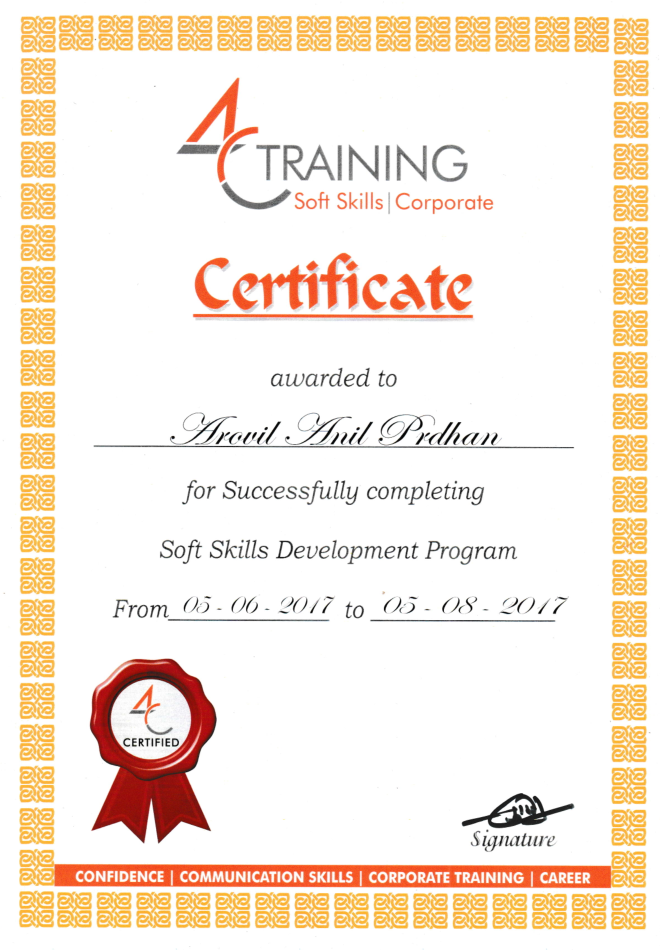 4C TRAINING
Soft Skills | Corporate
Certificate
awarded to
Arovil Anil Prdhan
for Successfully completing
Soft Skills Development Program
From 05 - 06 - 2017 to 05 - 08 - 2017
4C
CERTIFIED
Signature
CONFIDENCE | COMMUNICATION SKILLS | CORPORATE TRAINING | CAREER